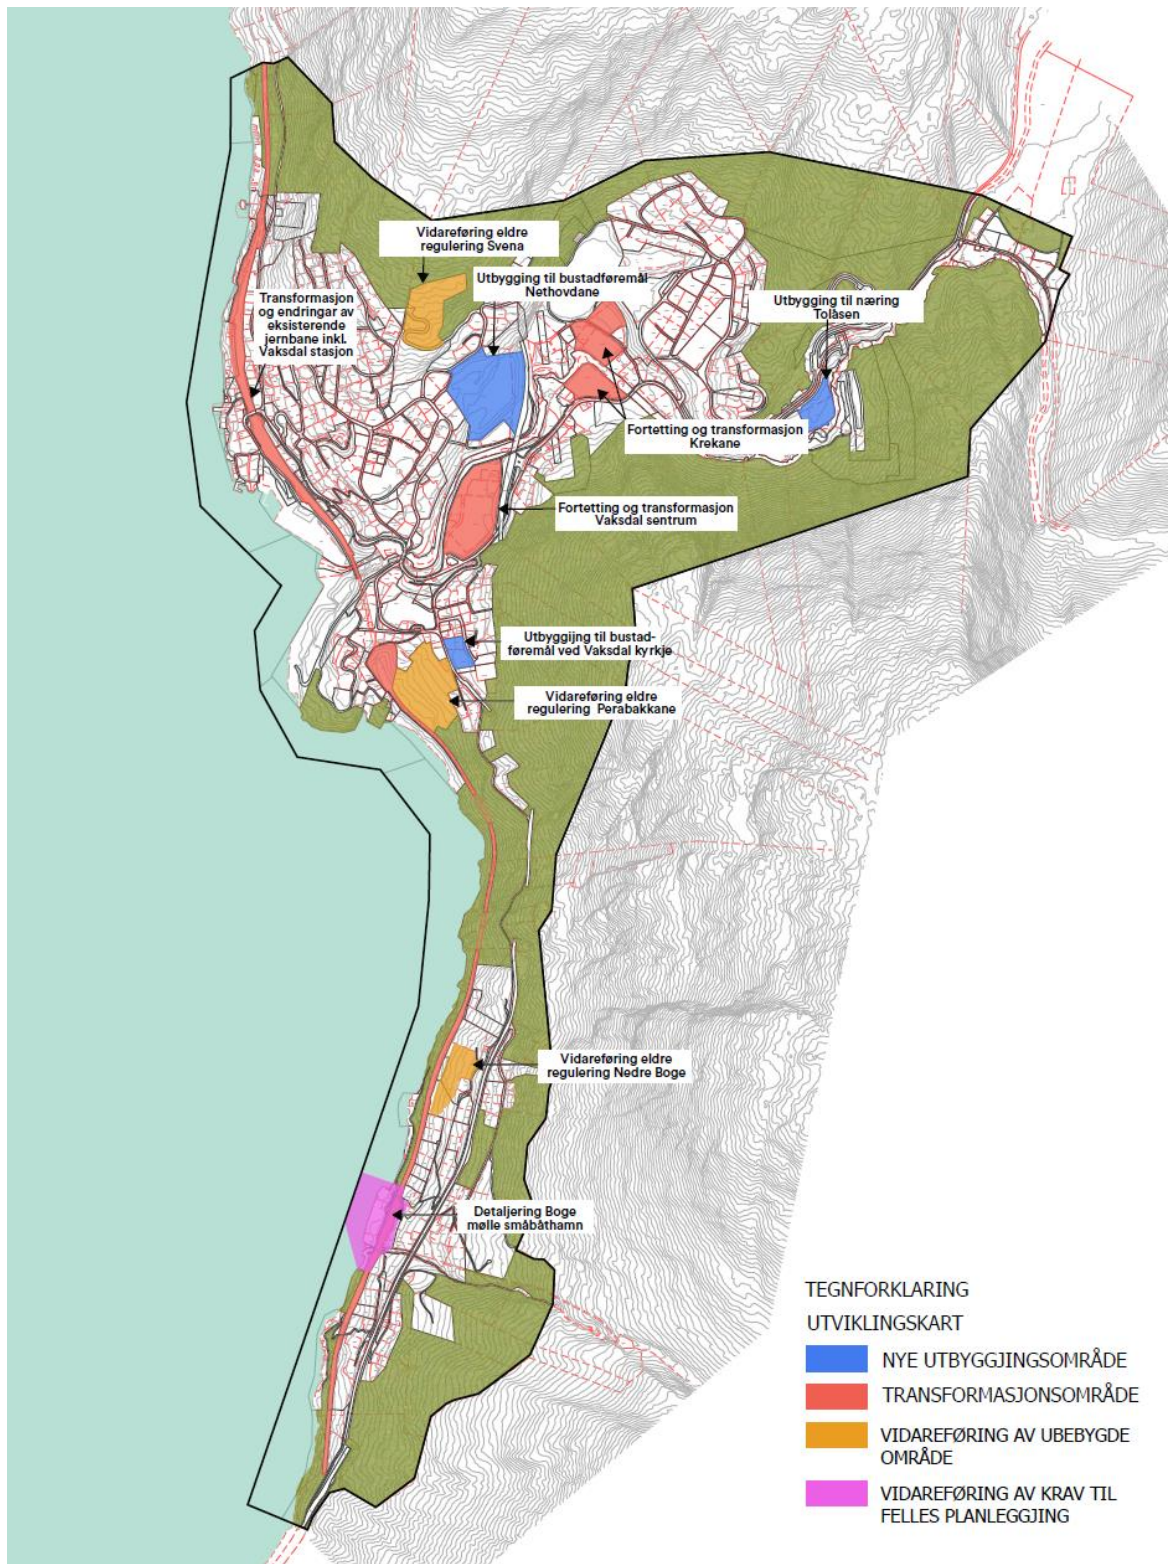 Vidareføring eldre
regulering Svena
Utbygging til bustadføremål
Nethovdane
Transformasjon
og endringar av
eksisterende
jernbane inkl.
Vaksdal stasjon
Utbygging til næring
Tolåsen
Fortetting og transformasjon
Krekane
Fortetting og transformasjon
Vaksdal sentrum
Utbyggijng til bustad-
føremål ved Vaksdal kyrkje
Vidareføring eldre
regulering Perabakkane
Vidareføring eldre
regulering Nedre Boge
Detaljering Boge
mølle småbåthamn
TEGNFORKLARING
UTVIKLINGSKART
NYE UTBYGGJINGSOMRÅDE
TRANSFORMASJONSOMRÅDE
VIDAREFØRING AV UBEBYGDE
OMRÅDE
VIDAREFØRING AV KRAV TIL
FELLES PLANLEGGJING